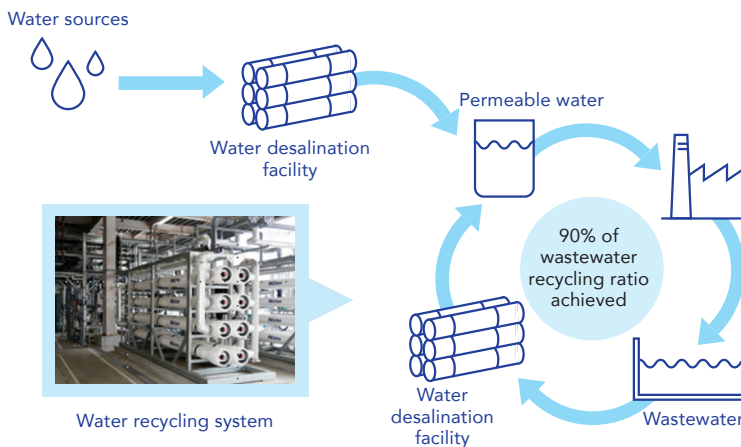 Water sources
Water desalination
facility
Permeable water
90% of
wastewater
recycling ratio
achieved
Water
desalination
facility
Wastewater
Water recycling system